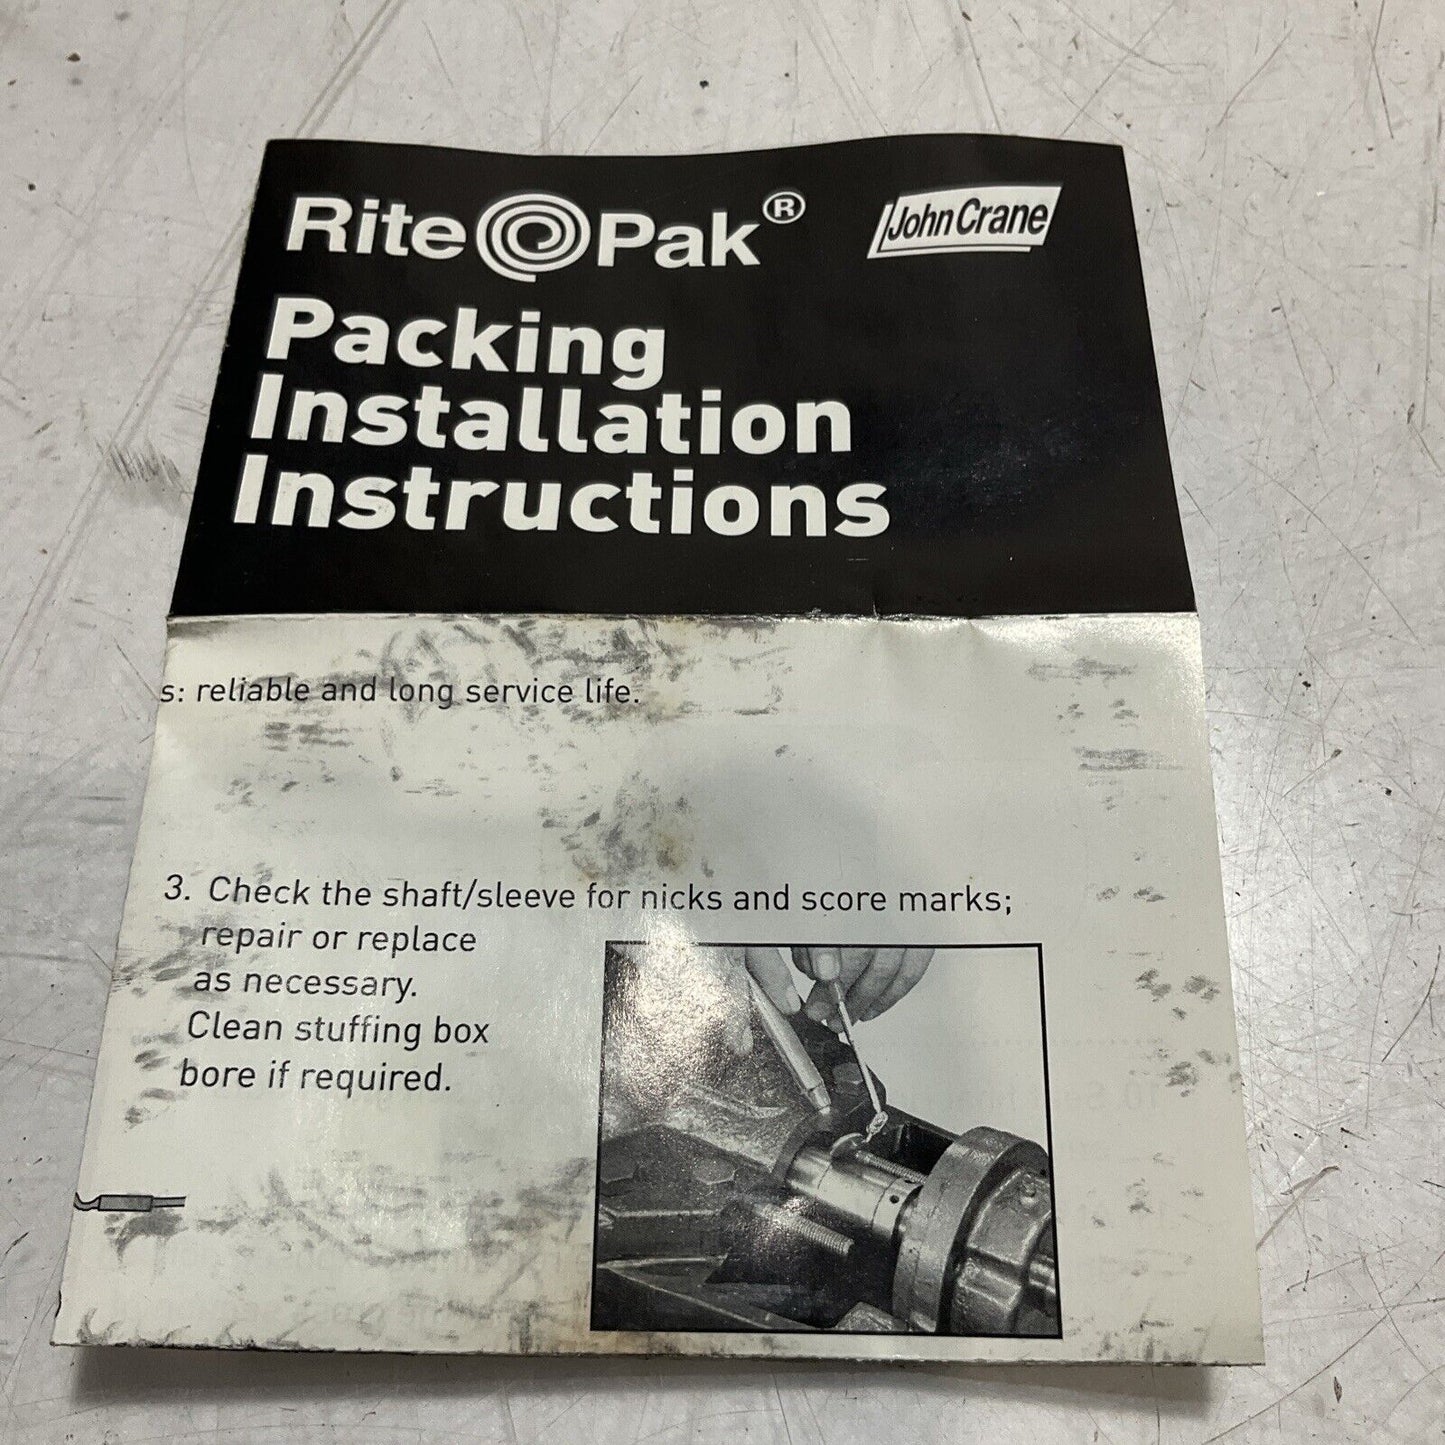 Rite Pak®
John Crane
Packing
Installation
Instructions
s: reliable and long service life.
3. Check the shaft/sleeve for nicks and score marks;
repair or replace
as necessary.
Clean stuffing box
bore if required.